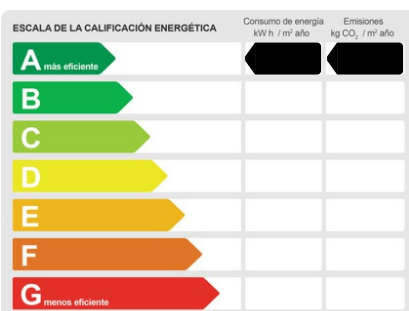 ESCALA DE LA CALIFICACIÓN ENERGÉTICA
Consumo de energía
kW h / m² año
Emisiones
kg CO₂ / m² año
A más eficiente
B
C
D
E
F
G menos eficiente